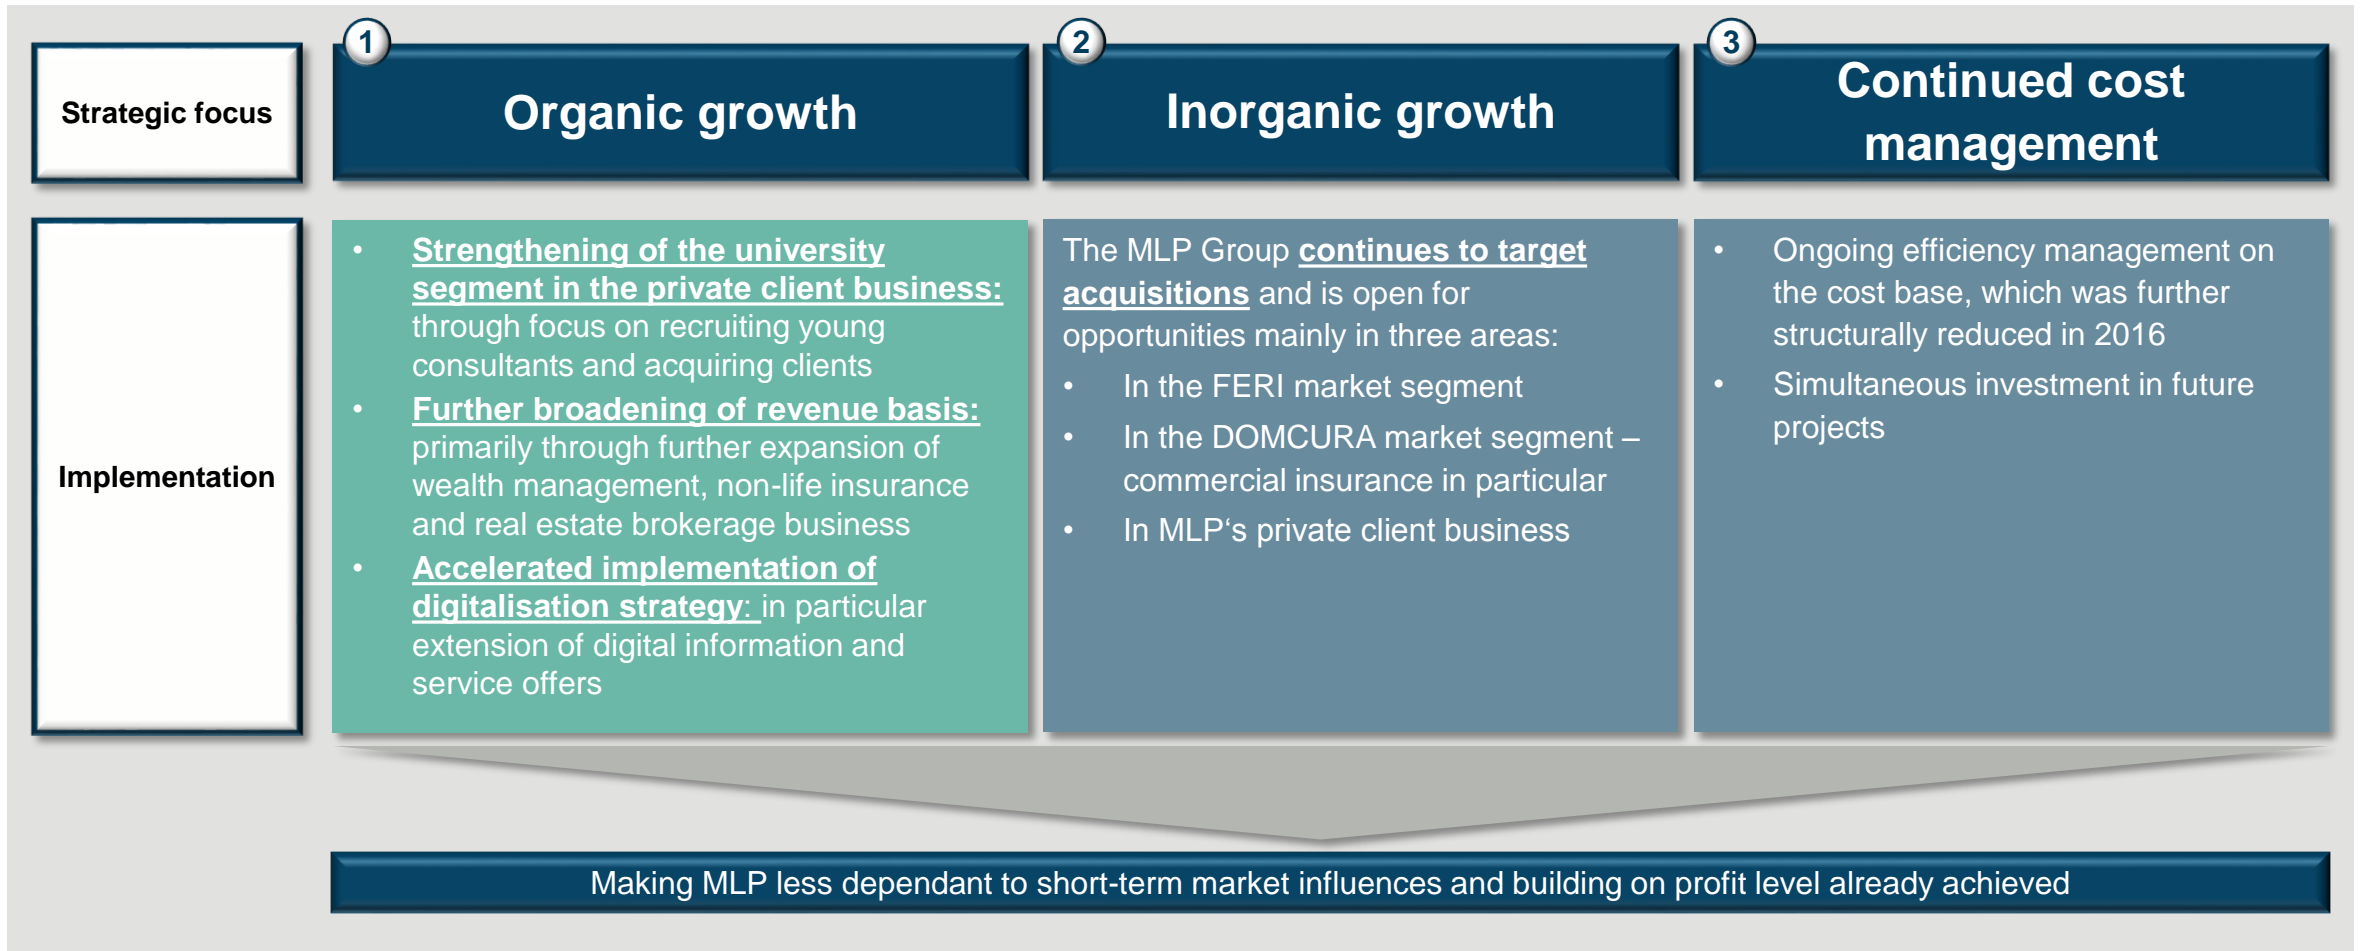 1
2
3
Strategic focus
Organic growth
Inorganic growth
Continued cost
management
Implementation
• Strengthening of the university
segment in the private client business:
through focus on recruiting young
consultants and acquiring clients
• Further broadening of revenue basis:
primarily through further expansion of
wealth management, non-life insurance
and real estate brokerage business
• Accelerated implementation of
digitalisation strategy: in particular
extension of digital information and
service offers
The MLP Group continues to target
acquisitions and is open for
opportunities mainly in three areas:
• In the FERI market segment
• In the DOMCURA market segment –
commercial insurance in particular
• In MLP‘s private client business
• Ongoing efficiency management on
the cost base, which was further
structurally reduced in 2016
• Simultaneous investment in future
projects
Making MLP less dependant to short-term market influences and building on profit level already achieved